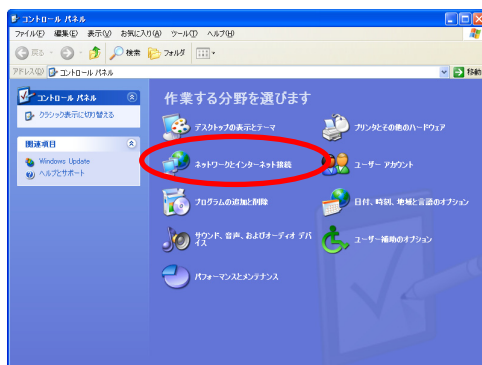 コントロール パネル
ファイル(F) 編集(E) 表示(V) お気に入り(A) ツール(T) ヘルプ(H)
戻る 検索 フォルダ
アドレス(D) コントロール パネル 移動
コントロール パネル
クラシック表示に切り替える
関連項目
Windows Update
ヘルプとサポート
作業する分野を選びます
デスクトップの表示とテーマ
プリンタとその他のハードウェア
ネットワークとインターネット接続
ユーザー アカウント
プログラムの追加と削除
日付、時刻、地域と言語のオプション
サウンド、音声、およびオーディオ デバ
イス
ユーザー補助のオプション
パフォーマンスとメンテナンス